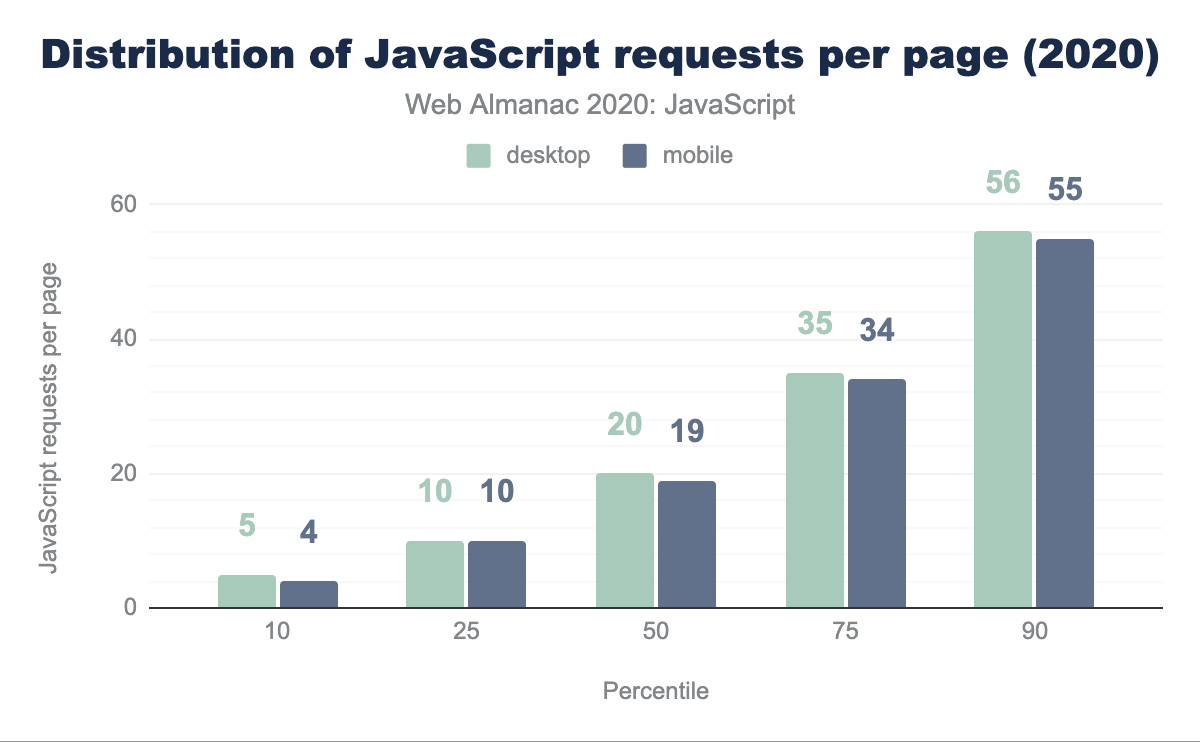 Distribution of JavaScript requests per page (2020)
Web Almanac 2020: JavaScript
desktop mobile
JavaScript requests per page
60
40
20
0
5 4
10 10
20 19
35 34
56 55
10 25 50 75 90
Percentile